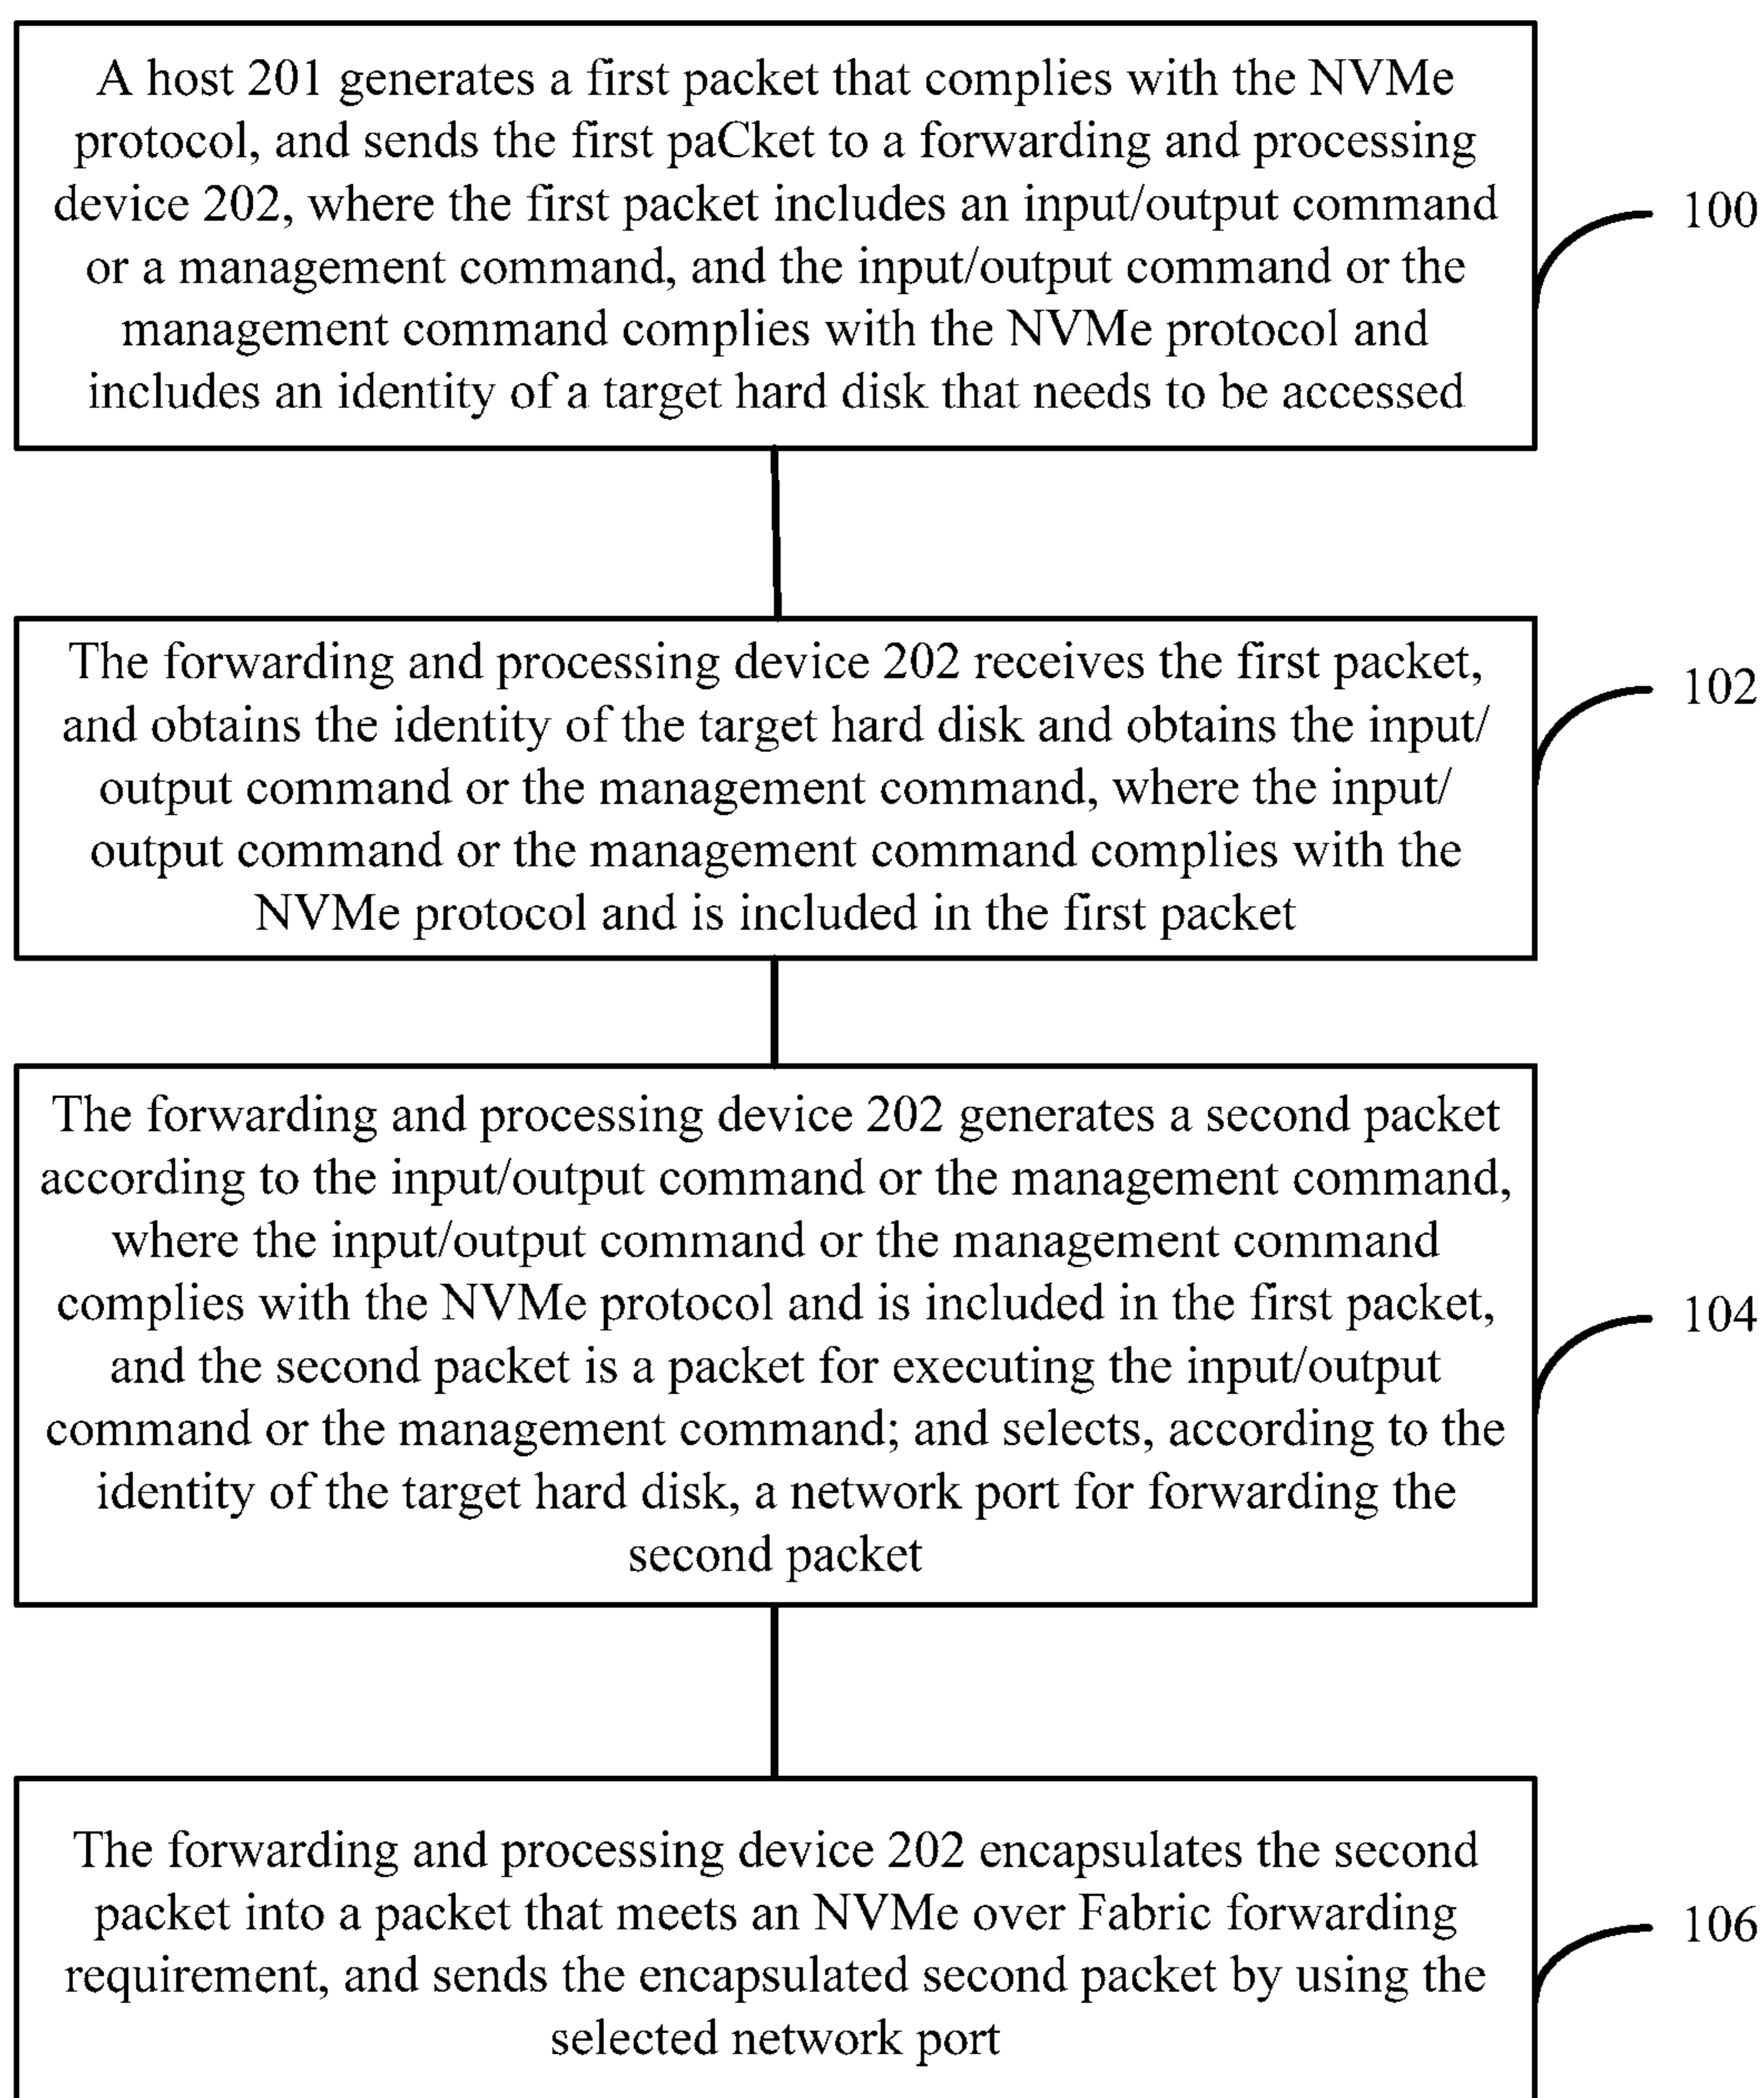 A host 201 generates a first packet that complies with the NVMe
protocol, and sends the first paCket to a forwarding and processing
device 202, where the first packet includes an input/output command
or a management command, and the input/output command or the
management command complies with the NVMe protocol and
includes an identity of a target hard disk that needs to be accessed
100
The forwarding and processing device 202 receives the first packet,
and obtains the identity of the target hard disk and obtains the input/
output command or the management command, where the input/
output command or the management command complies with the
NVMe protocol and is included in the first packet
102
The forwarding and processing device 202 generates a second packet
according to the input/output command or the management command,
where the input/output command or the management command
complies with the NVMe protocol and is included in the first packet,
and the second packet is a packet for executing the input/output
command or the management command; and selects, according to the
identity of the target hard disk, a network port for forwarding the
second packet
104
The forwarding and processing device 202 encapsulates the second
packet into a packet that meets an NVMe over Fabric forwarding
requirement, and sends the encapsulated second packet by using the
selected network port
106